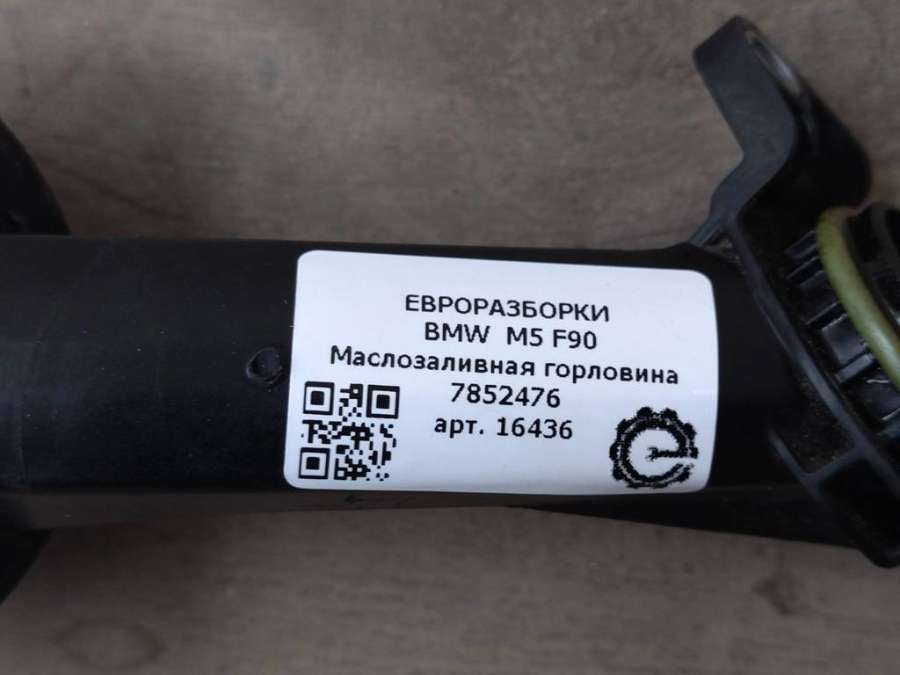 ЕВРОРАЗБОРКИ
BMW M5 F90
Маслозаливная горловина
7852476
арт. 16436